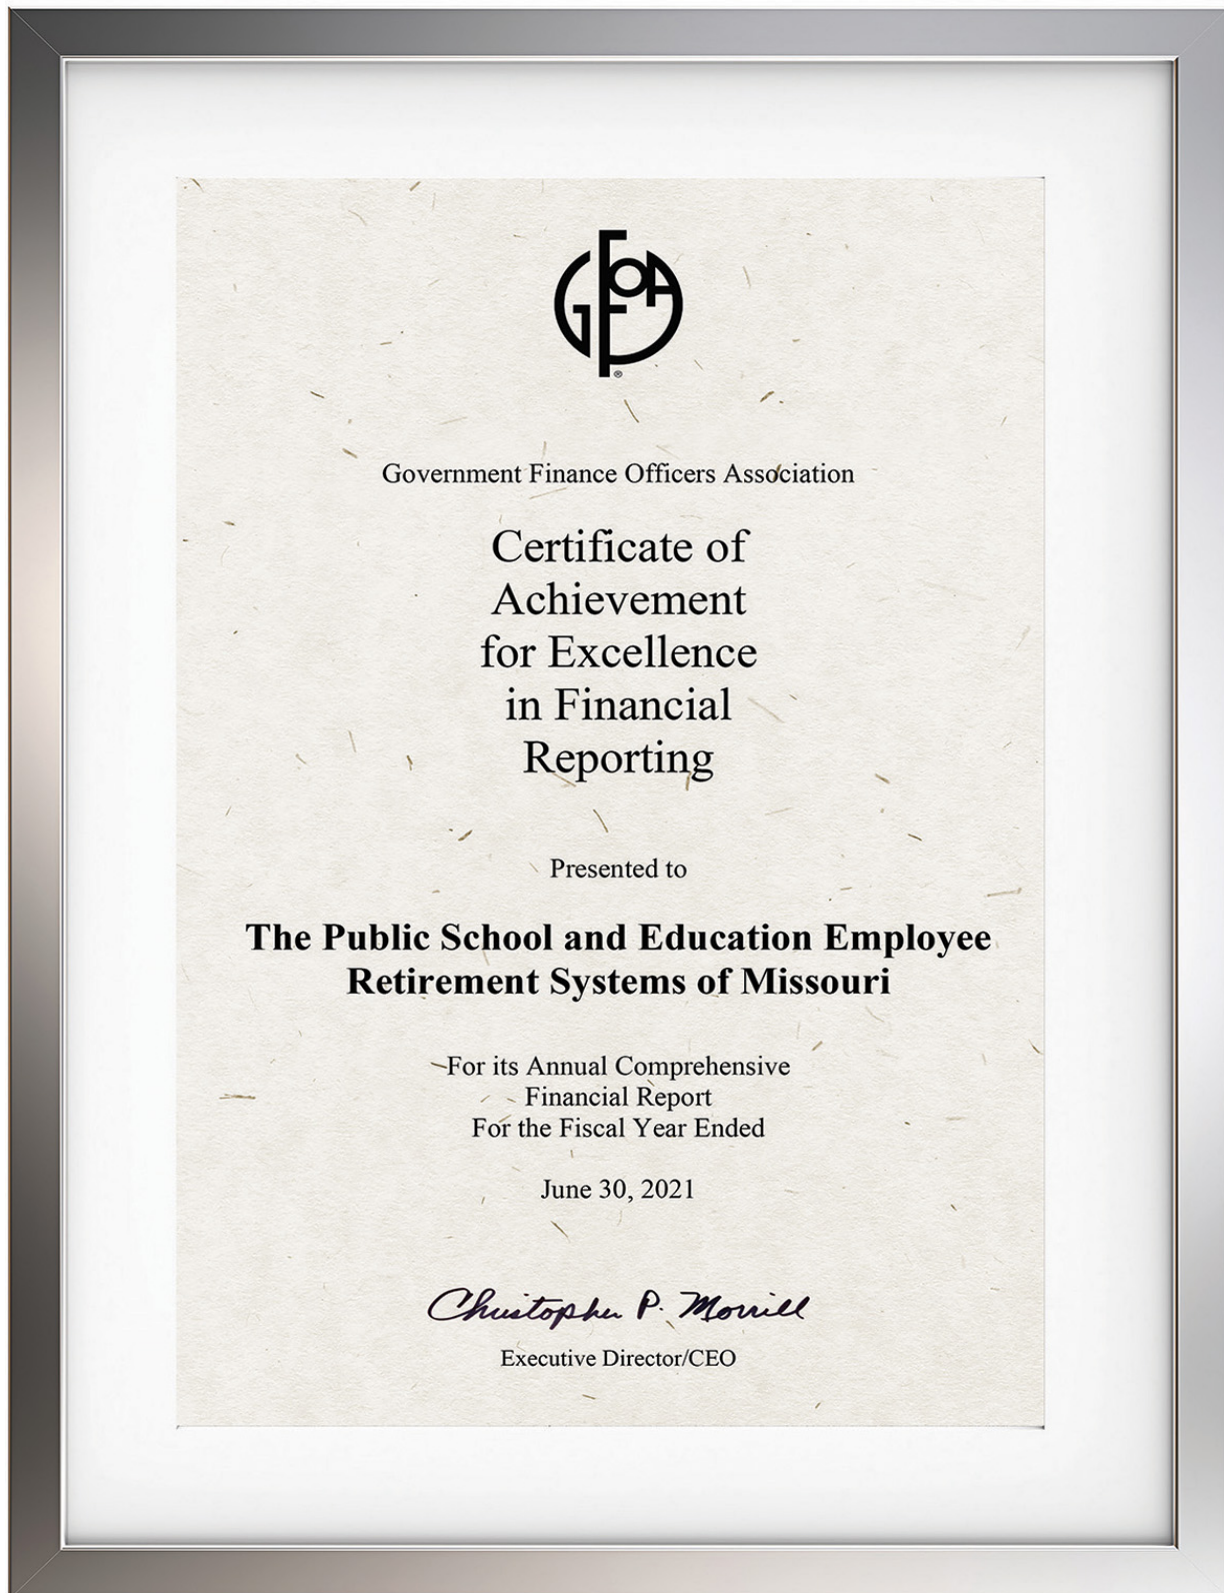 GFOA
®
Government Finance Officers Association
Certificate of
Achievement
for Excellence
in Financial
Reporting
Presented to
The Public School and Education Employee
Retirement Systems of Missouri
For its Annual Comprehensive
Financial Report
For the Fiscal Year Ended
June 30, 2021
Christopher P. Morrill
Executive Director/CEO